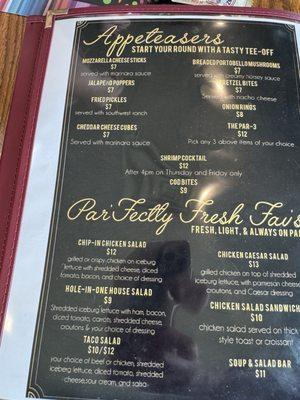 Appeteasers
START YOUR ROUND WITH A TASTY TEE-OFF
MOZZARELLA CHEESE STICKS
$7
served with marinara sauce
JALAPEÑO POPPERS
$7
FRIED PICKLES
$7
served with southwest ranch
CHEDDAR CHEESE CUBES
$7
Served with marinara sauce
BREADED PORTOBELLO MUSHROOMS
$7
served with creamy horsey sauce
PRETZEL BITES
$7
Served with nacho cheese
ONION RINGS
$8
THE PAR-3
$12
Pick any 3 above items of your choice
SHRIMP COCKTAIL
$12
After 4pm on Thursday and Friday only
COD BITES
$9
Par'Fectly Fresh
FRESH, LIGHT, & ALWAYS ON
CHIP-IN CHICKEN SALAD
$12
grilled or crispy chicken on iceberg
lettuce with shredded cheese, diced
tomato, bacon, and choice of dressing
HOLE-IN-ONE HOUSE SALAD
$9
Shredded iceberg lettuce with ham, bacon,
diced tomato, carrots, shredded cheese,
croutons & your choice of dressing
TACO SALAD
$10/$12
your choice of beef or chicken, shredded
iceberg lettuce, diced tomato, shredded
cheese, sour cream, and salsa
CHICKEN CAESAR SALAD
$13
grilled chicken on top of shredded
iceberg lettuce, with parmesan cheese
croutons, and Caesar dressing
CHICKEN SALAD SANDWICH
$10
chicken salad served on thick
style toast or croissant
SOUP & SALAD BAR
$11